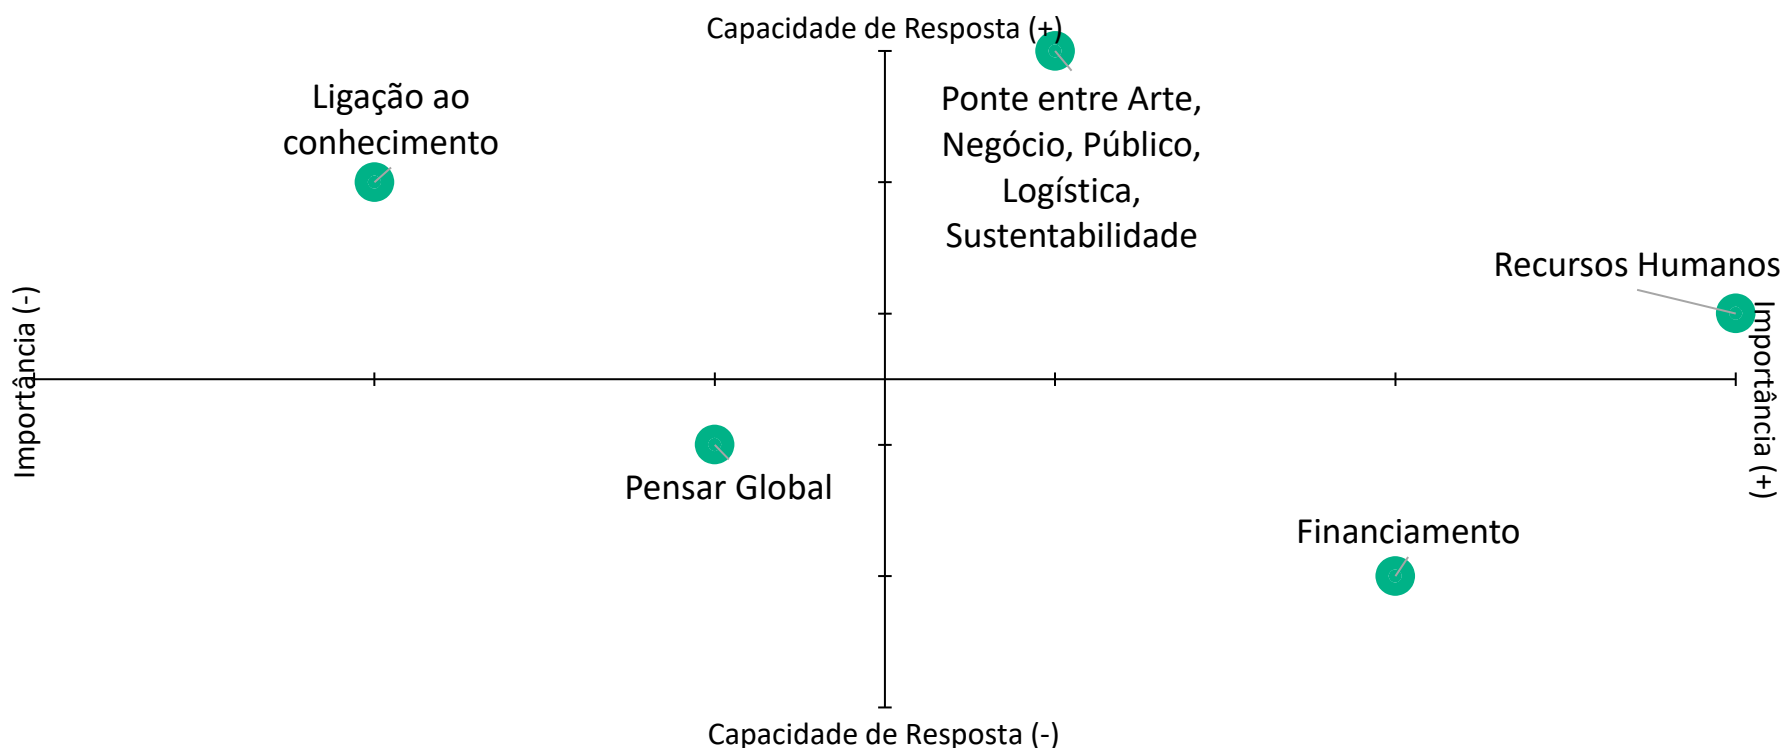 Capacidade de Resposta (+)
Ligação ao
conhecimento
Ponte entre Arte,
Negócio, Público,
Logística,
Sustentabilidade
Recursos Humanos
Importância (-)
Importância (+)
Pensar Global
Financiamento
Capacidade de Resposta (-)